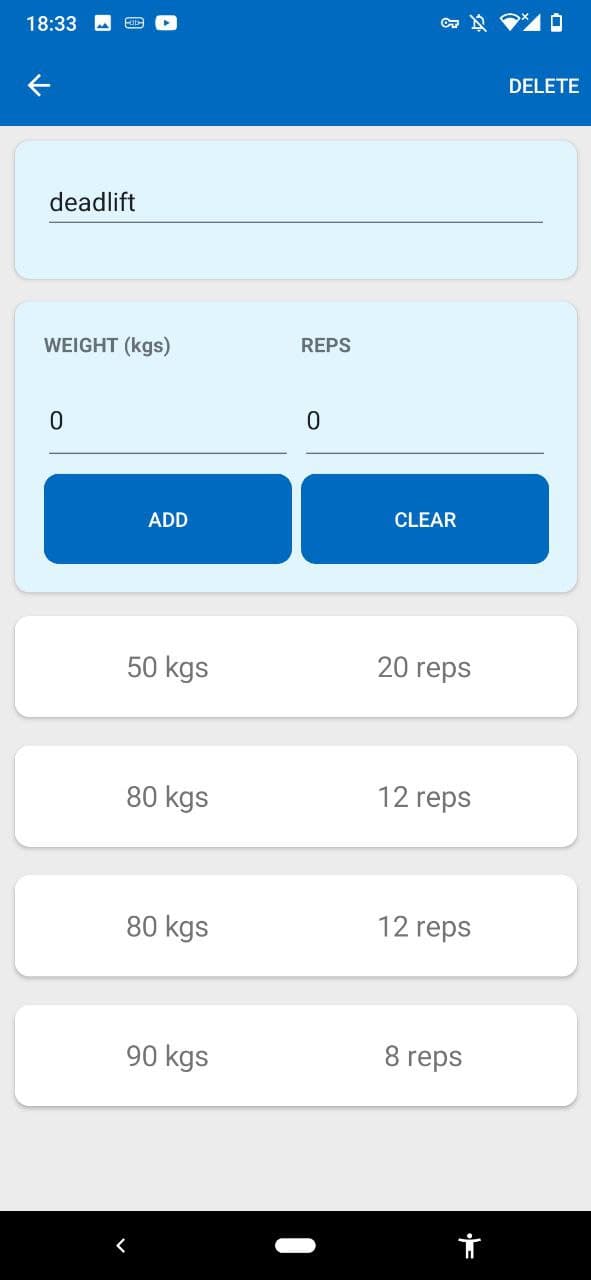 18:33
DELETE
deadlift
WEIGHT (kgs) REPS
0 0
ADD CLEAR
50 kgs 20 reps
80 kgs 12 reps
80 kgs 12 reps
90 kgs 8 reps